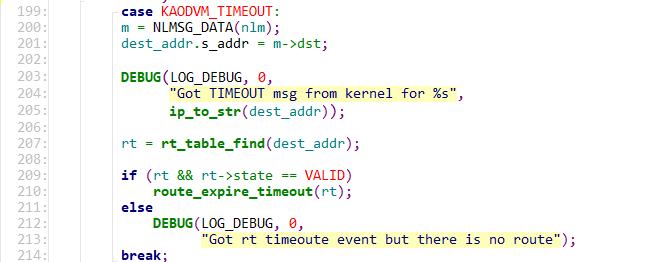 199: case KAODVM_TIMEOUT:
200: m = NLMSG_DATA(nlm);
201: dest_addr.s_addr = m->dst;
202:
203: DEBUG(LOG_DEBUG, 0,
204: "Got TIMEOUT msg from kernel for %s",
205: ip_to_str(dest_addr));
206:
207: rt = rt_table_find(dest_addr);
208:
209: if (rt && rt->state == VALID)
210: route_expire_timeout(rt);
211: else
212: DEBUG(LOG_DEBUG, 0,
213: "Got rt timeoute event but there is no route");
214: break;